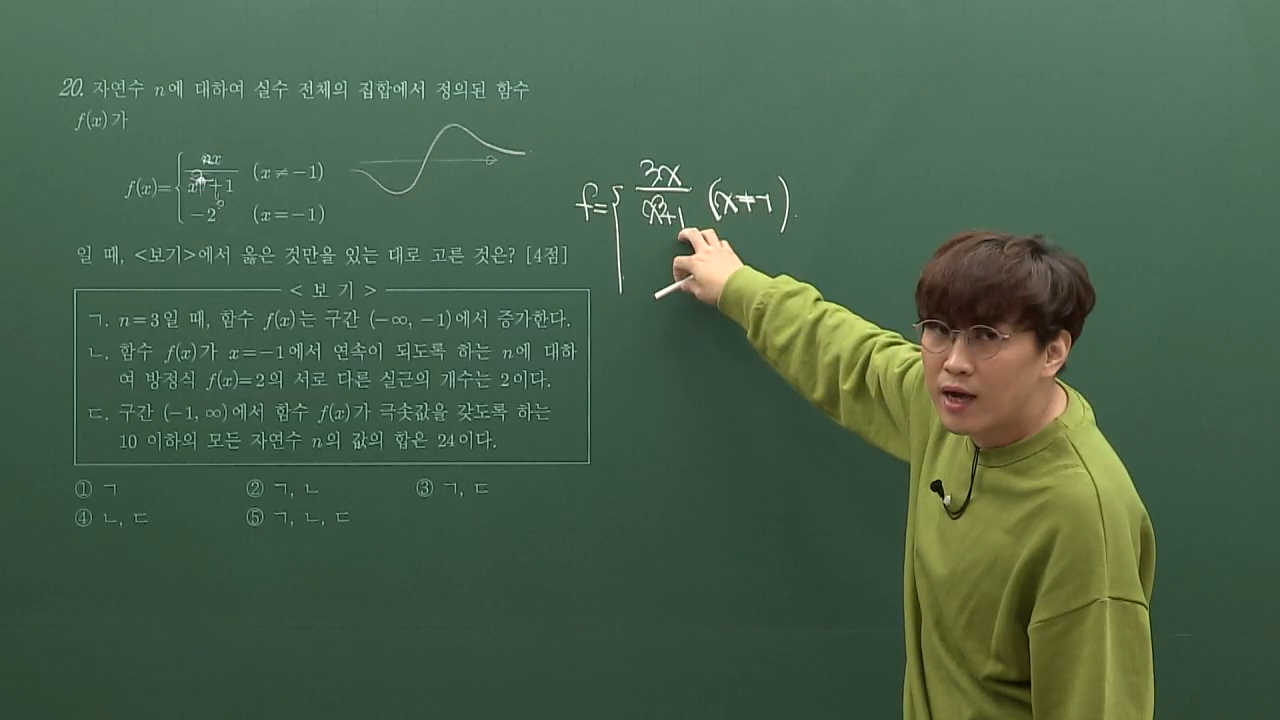 20. 자연수 n에 대하여 실수 전체의 집합에서 정의된 함수
f(x)가
f(x)={ nx/(xⁿ+1) (x≠-1)
-2 (x=-1)
일 때, <보기>에서 옳은 것만을 있는 대로 고른 것은? [4점]
<보 기>
ㄱ. n=3일 때, 함수 f(x)는 구간 (-∞, -1)에서 증가한다.
ㄴ. 함수 f(x)가 x=-1에서 연속이 되도록 하는 n에 대하
여 방정식 f(x)=2의 서로 다른 실근의 개수는 2이다.
ㄷ. 구간 (-1, ∞)에서 함수 f(x)가 극솟값을 갖도록 하는
10 이하의 모든 자연수 n의 값의 합은 24이다.
① ㄱ ② ㄱ, ㄴ ③ ㄱ, ㄷ
④ ㄴ, ㄷ ⑤ ㄱ, ㄴ, ㄷ
f={ 3x/(x³+1) (x≠-1).